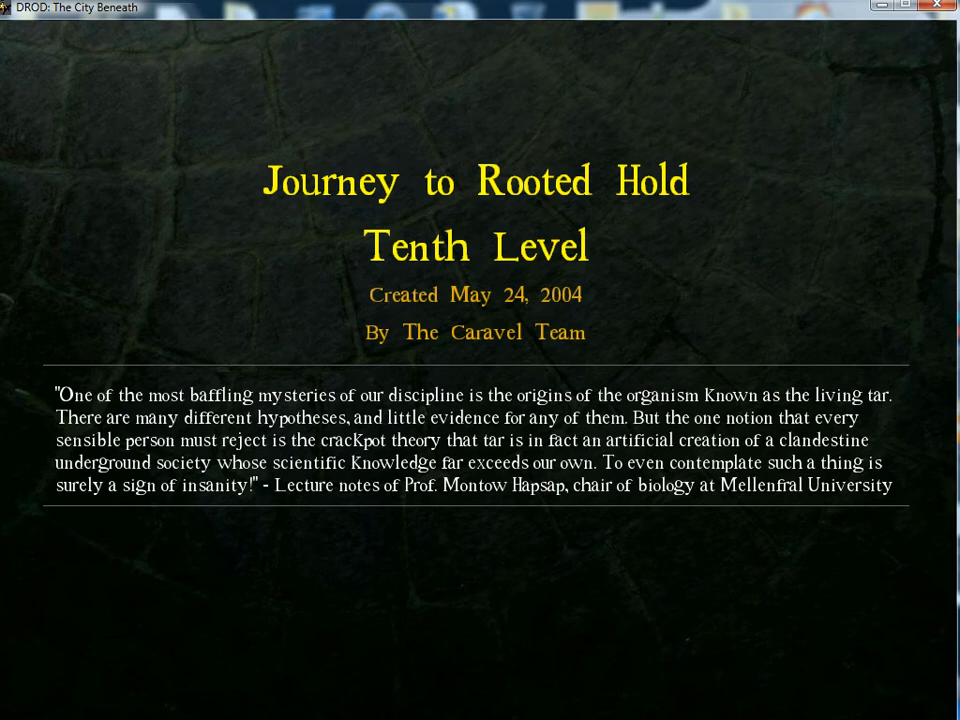 DROD: The City Beneath
Journey to Rooted Hold
Tenth Level
Created May 24, 2004
By The Caravel Team
"One of the most baffling mysteries of our discipline is the origins of the organism known as the living tar.
There are many different hypotheses, and little evidence for any of them. But the one notion that every
sensible person must reject is the crackpot theory that tar is in fact an artificial creation of a clandestine
underground society whose scientific knowledge far exceeds our own. To even contemplate such a thing is
surely a sign of insanity!" - Lecture notes of Prof. Montow Hapsap, chair of biology at Mellenfral University